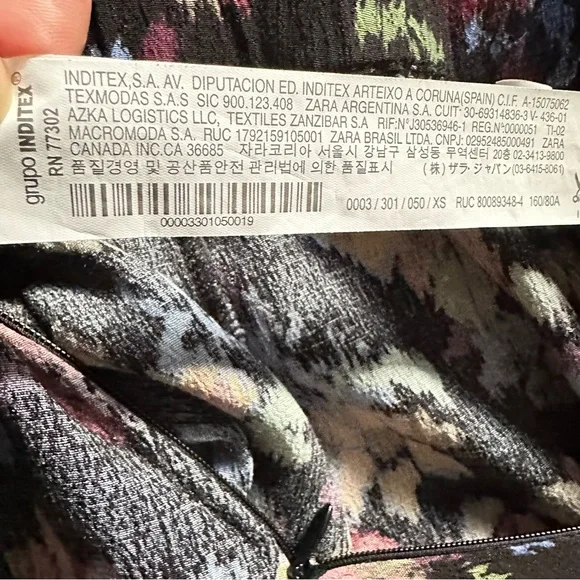 grupo INDITEX®
RN 77302
INDITEX,S.A. AV. DIPUTACION ED. INDITEX ARTEIXO A CORUNA(SPAIN) C.I.F. A-15075062
TEXMODAS S.A.S SIC 900.123.408 ZARA ARGENTINA S.A. CUIT: 30-69314836-3 V- 436-01
AZKA LOGISTICS LLC, TEXTILES ZANZIBAR S.A RIF:N°J30536946-1 REG.N°0000051 TI-02
MACROMODA S.A. RUC 1792159105001 ZARA BRASIL LTDA. CNPJ: 02952485000491 ZARA
CANADA INC.CA 36685 자라코리아 서울시 강남구 삼성동 무역센터 20층 02-3413-9800
품질경영 및 공산품안전 관리법에 의한 품질표시 (株) ザラ・ジャパン(03-6415-8061)
00003301050019
0003 / 301 / 050 / XS RUC 80089348-4 160/80A